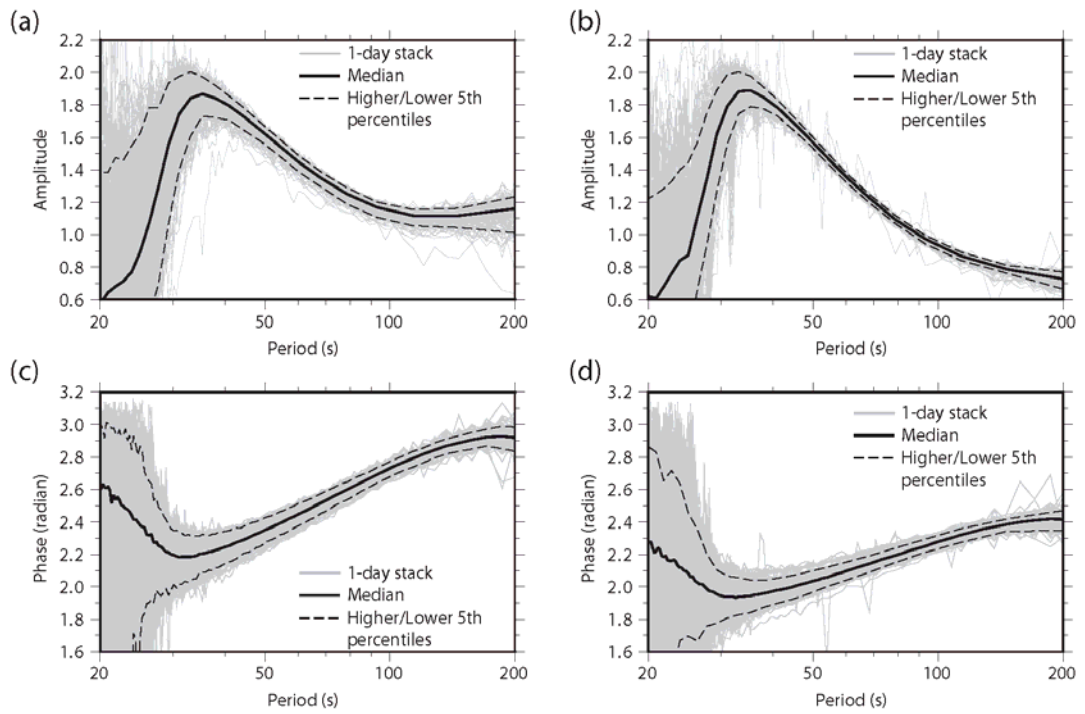 (a)
2.2
2.0
1.8
1.6
1.4
1.2
1.0
0.8
0.6
Amplitude
1-day stack
Median
Higher/Lower 5th
percentiles
20
50
100
200
Period (s)
(b)
2.2
2.0
1.8
1.6
1.4
1.2
1.0
0.8
0.6
Amplitude
1-day stack
Median
Higher/Lower 5th
percentiles
20
50
100
200
Period (s)
(c)
3.2
3.0
2.8
2.6
2.4
2.2
2.0
1.8
1.6
Phase (radian)
1-day stack
Median
Higher/Lower 5th
percentiles
20
50
100
200
Period (s)
(d)
3.2
3.0
2.8
2.6
2.4
2.2
2.0
1.8
1.6
Phase (radian)
1-day stack
Median
Higher/Lower 5th
percentiles
20
50
100
200
Period (s)